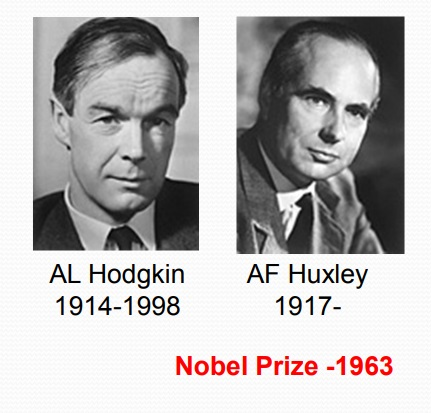 AL Hodgkin
1914-1998
AF Huxley
1917-
Nobel Prize -1963